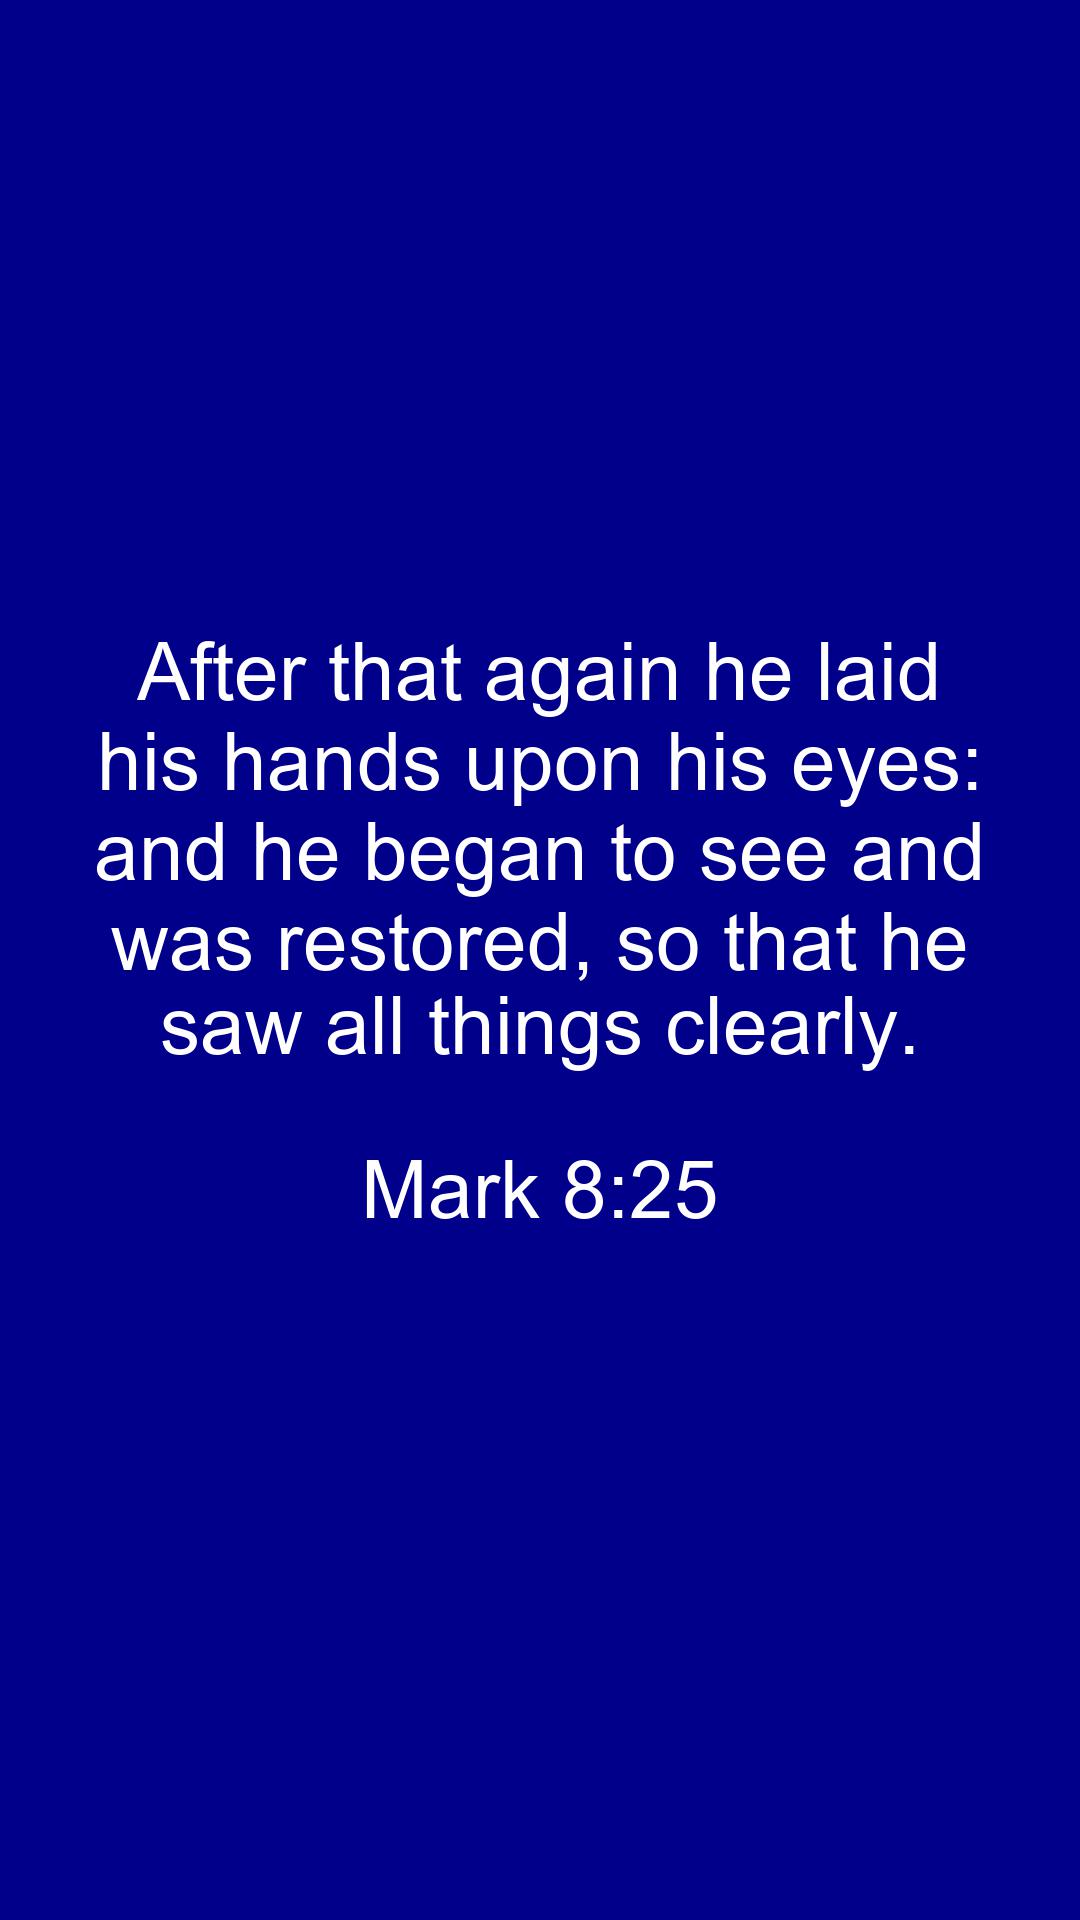 After that again he laid
his hands upon his eyes:
and he began to see and
was restored, so that he
saw all things clearly.
Mark 8:25